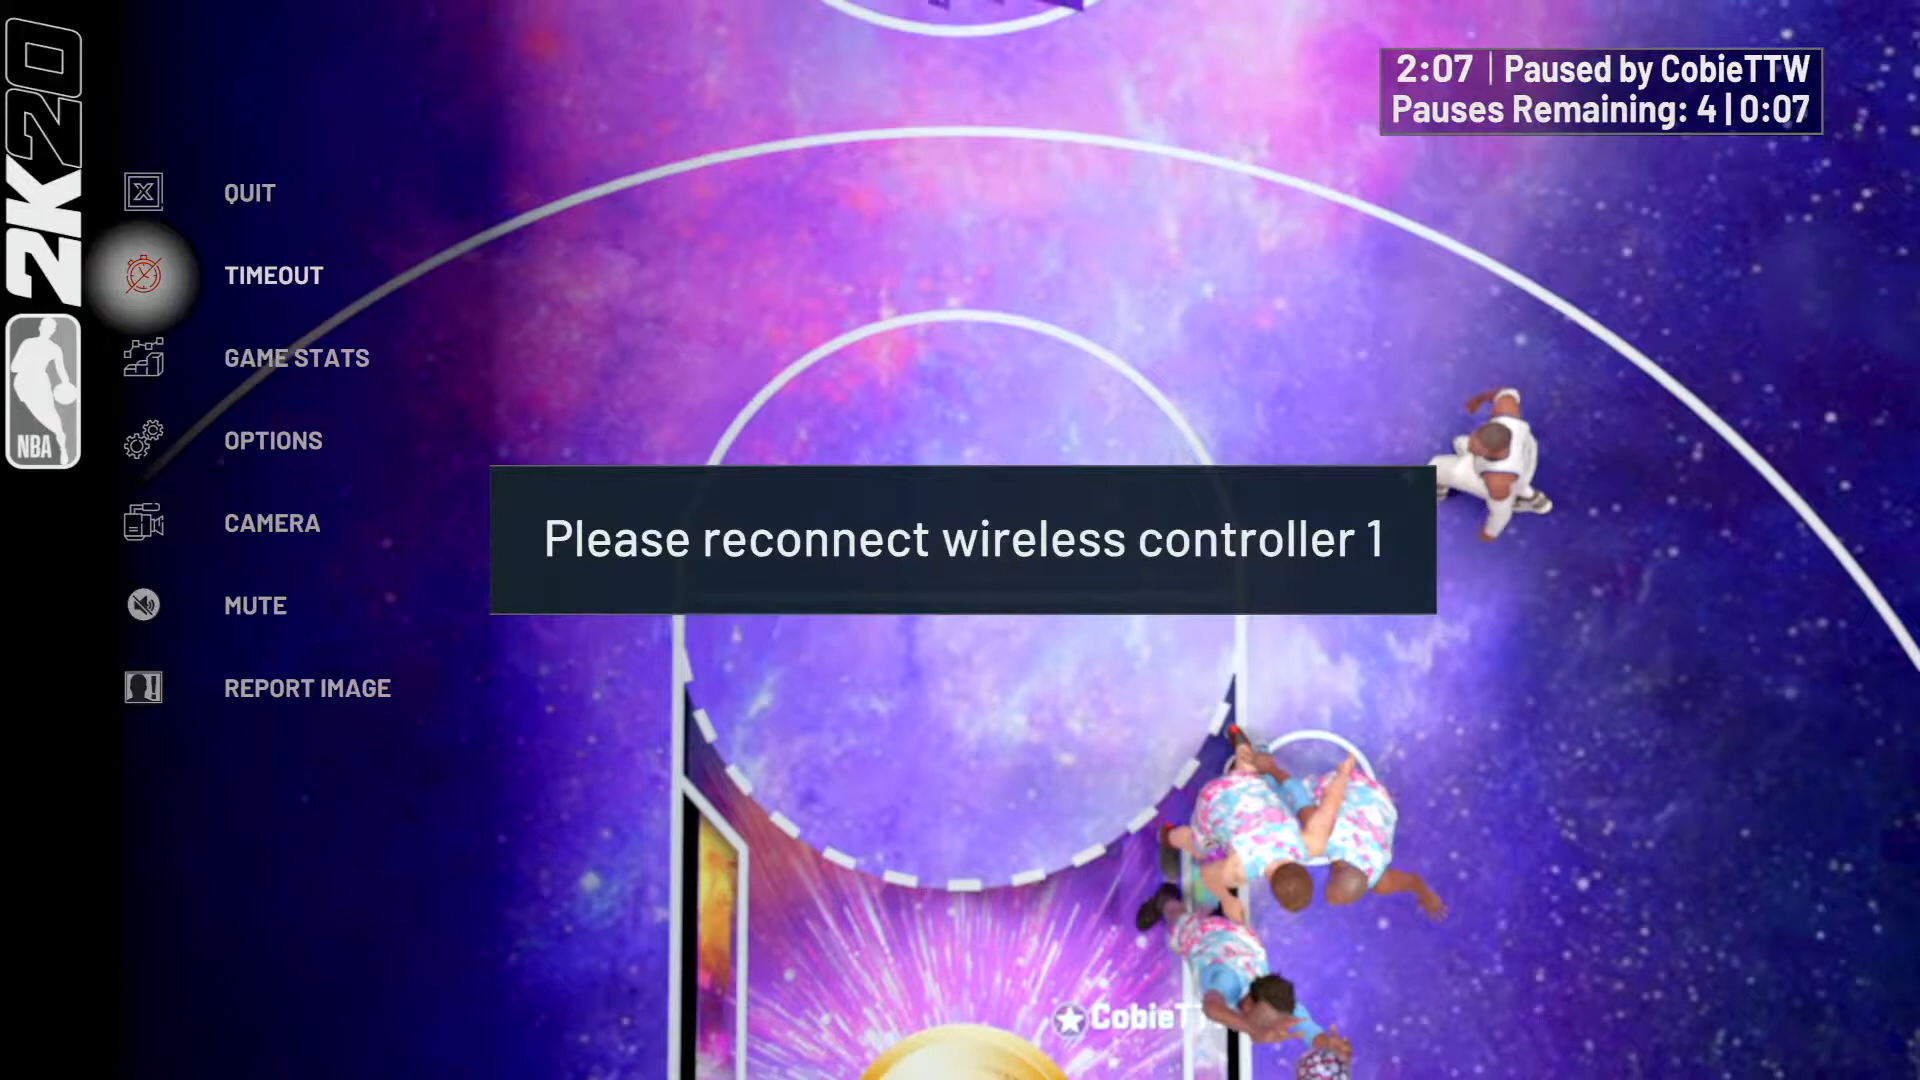 2K20
NBA
2:07 | Paused by CobieTTW
Pauses Remaining: 4 | 0:07
QUIT
TIMEOUT
GAME STATS
OPTIONS
CAMERA
MUTE
REPORT IMAGE
Please reconnect wireless controller 1